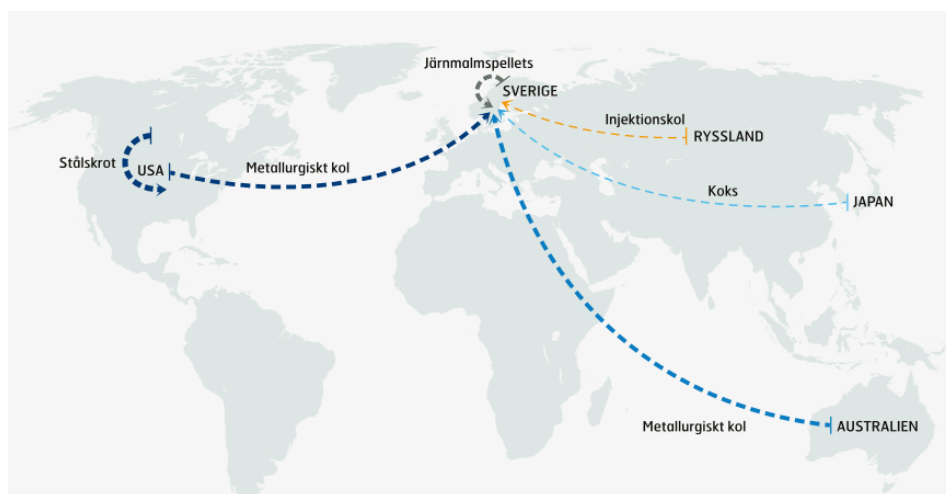 Järnmalmspellets
SVERIGE
Injektionskol
RYSSLAND
Stålskrot
USA
Metallurgiskt kol
Koks
JAPAN
Metallurgiskt kol
AUSTRALIEN